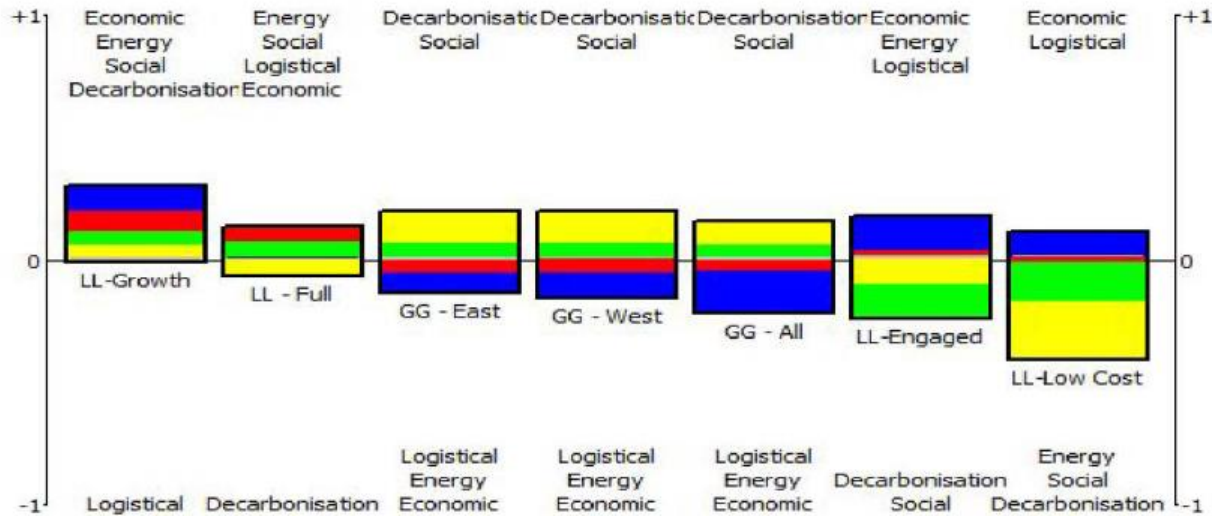 +1 Economic Energy Decarbonisatic Decarbonisatic Decarbonisation Economic Economic +1
Energy Social Social Social Social Energy Logistical
Social Logistical Logistical
Decarbonisation Economic
0 0
LL-Growth LL - Full GG - East GG - West GG - All LL-Engaged LL-Low Cost
Logistical Logistical Logistical Energy
Energy Energy Energy Decarbonisation Social
-1 Logistical Decarbonisation Economic Economic Economic Social Decarbonisation -1